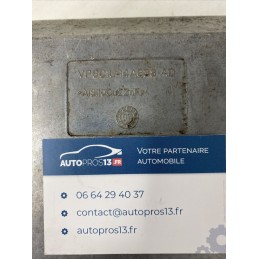 AUTOPROS13.FR
VOTRE PARTENAIRE
AUTOMOBILE
06 64 29 40 37
contact@autopros13.fr
autopros13.fr